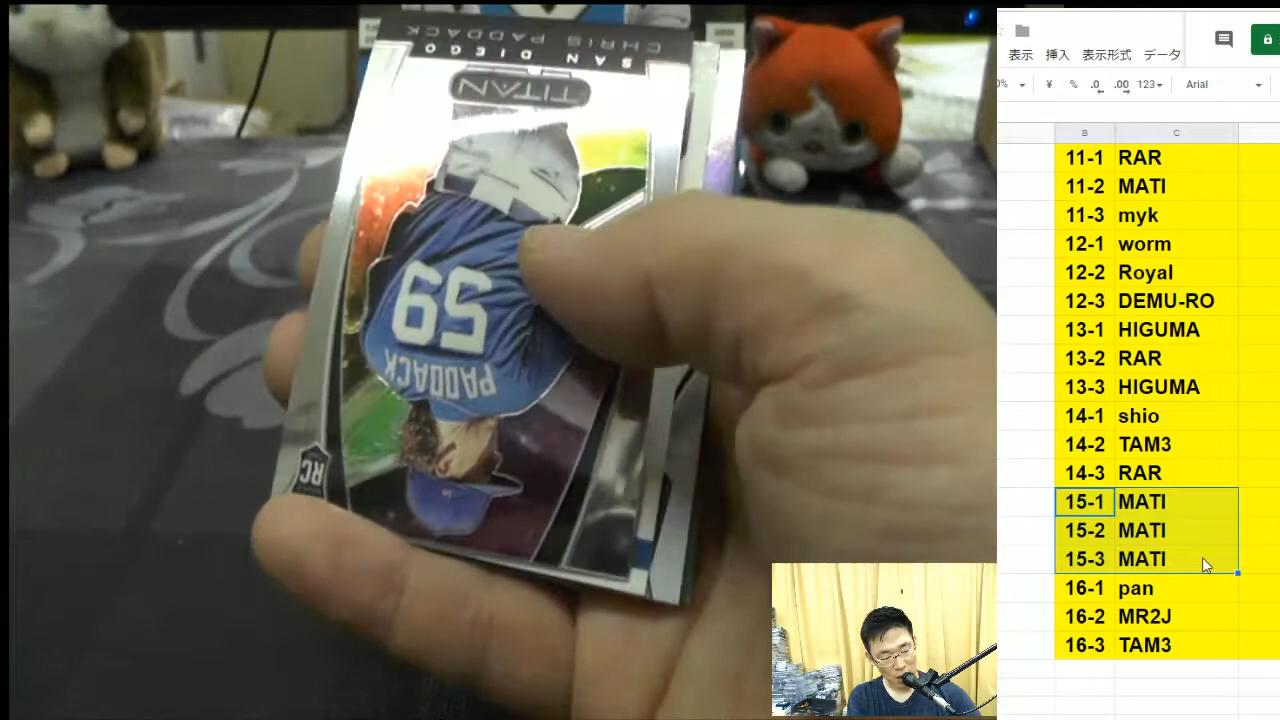 SAN DIEGO
CHRIS PADDACK
TITAN
59
PADDACK
RC
表示 挿入 表示形式 データ
0% ¥ % .0 .00 123 Arial
B C
11-1 RAR
11-2 MATI
11-3 myk
12-1 worm
12-2 Royal
12-3 DEMU-RO
13-1 HIGUMA
13-2 RAR
13-3 HIGUMA
14-1 shio
14-2 TAM3
14-3 RAR
15-1 MATI
15-2 MATI
15-3 MATI
16-1 pan
16-2 MR2J
16-3 TAM3